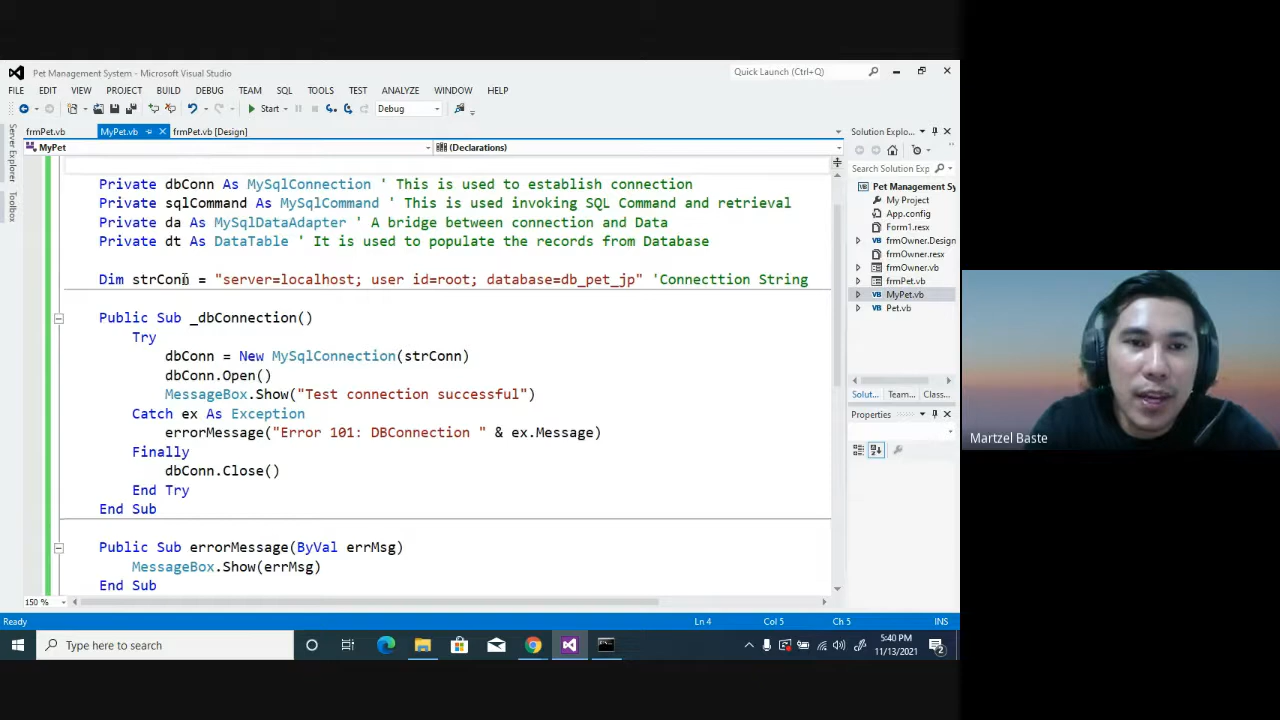 Pet Management System - Microsoft Visual Studio
Quick Launch (Ctrl+Q)
FILE EDIT VIEW PROJECT BUILD DEBUG TEAM SQL TOOLS TEST ANALYZE WINDOW HELP
Start Debug
frmPet.vb MyPet.vb frmPet.vb [Design]
MyPet (Declarations)
Server Explorer
Toolbox
Private dbConn As MySqlConnection ' This is used to establish connection
Private sqlCommand As MySqlCommand ' This is used invoking SQL Command and retrieval
Private da As MySqlDataAdapter ' A bridge between connection and Data
Private dt As DataTable ' It is used to populate the records from Database
Dim strConn = "server=localhost; user id=root; database=db_pet_jp" 'Connecttion String
Public Sub _dbConnection()
Try
dbConn = New MySqlConnection(strConn)
dbConn.Open()
MessageBox.Show("Test connection successful")
Catch ex As Exception
errorMessage("Error 101: DBConnection " & ex.Message)
Finally
dbConn.Close()
End Try
End Sub
Public Sub errorMessage(ByVal errMsg)
MessageBox.Show(errMsg)
End Sub
150 %
Solution Explo...
Search Solution Exp
Pet Management Sy
My Project
App.config
Form1.resx
frmOwner.Design
frmOwner.resx
frmOwner.vb
frmPet.vb
MyPet.vb
Pet.vb
Solut... Team... Class...
Properties
Ready Ln 4 Col 5 Ch 5 INS
Type here to search
5:40 PM
11/13/2021
2
Martzel Baste